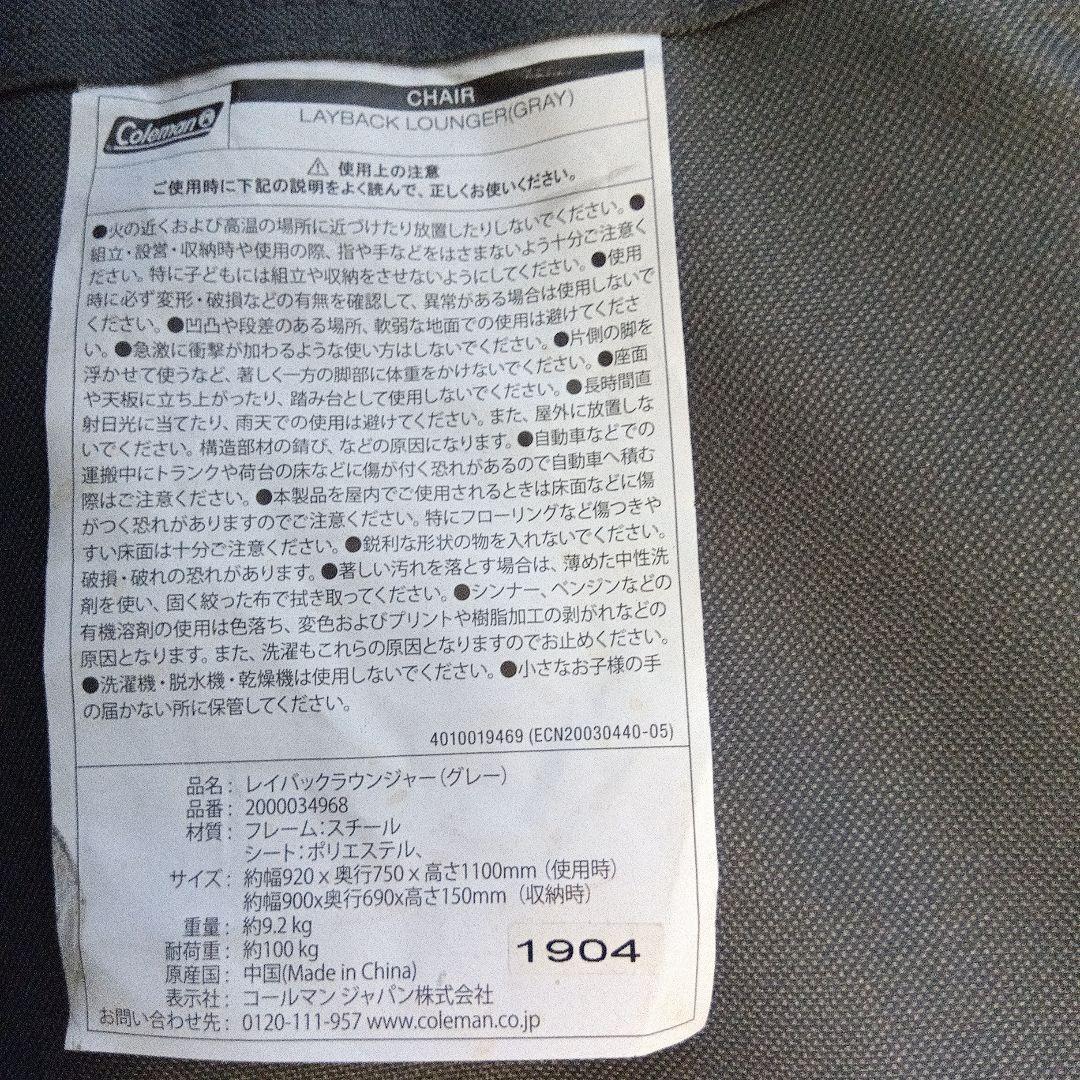 Coleman
CHAIR
LAYBACK LOUNGER(GRAY)
⚠ 使用上の注意
ご使用時に下記の説明をよく読んで、正しくお使いください。
●火の近くおよび高温の場所に近づけたり放置したりしないでください。●
組立・設営・収納時や使用の際、指や手などをはさまないよう十分ご注意く
ださい。特に子どもには組立や収納をさせないようにしてください。●使用
時に必ず変形・破損などの有無を確認して、異常がある場合は使用しないで
ください。●凹凸や段差のある場所、軟弱な地面での使用は避けてくださ
い。●急激に衝撃が加わるような使い方はしないでください。●片側の脚を
浮かせて使うなど、著しく一方の脚部に体重をかけないでください。●座面
や天板に立ち上がったり、踏み台として使用しないでください。●長時間直
射日光に当てたり、雨天での使用は避けてください。また、屋外に放置しな
いでください。構造部材の錆び、などの原因になります。●自動車などでの
運搬中にトランクや荷台の床などに傷が付く恐れがあるので自動車へ積む
際はご注意ください。●本製品を屋内でご使用されるときは床面などに傷
がつく恐れがありますのでご注意ください。特にフローリングなど傷つきや
すい床面は十分ご注意ください。●鋭利な形状の物を入れないでください。
破損・破れの恐れがあります。●著しい汚れを落とす場合は、薄めた中性洗
剤を使い、固く絞った布で拭き取ってください。●シンナー、ベンジンなどの
有機溶剤の使用は色落ち、変色およびプリントや樹脂加工の剥がれなどの
原因となります。また、洗濯もこれらの原因となりますのでお止めください。
●洗濯機・脱水機・乾燥機は使用しないでください。●小さなお子様の手
の届かない所に保管してください。
4010019469 (ECN20030440-05)
品名: レイバックラウンジャー(グレー)
品番: 2000034968
材質: フレーム:スチール
シート:ポリエステル、
サイズ: 約幅920 x 奥行750 x 高さ1100mm (使用時)
約幅900x奥行690x高さ150mm (収納時)
重量: 約9.2 kg
耐荷重: 約100 kg
原産国: 中国(Made in China)
表示社: コールマン ジャパン株式会社
お問い合わせ先: 0120-111-957 www.coleman.co.jp
1904